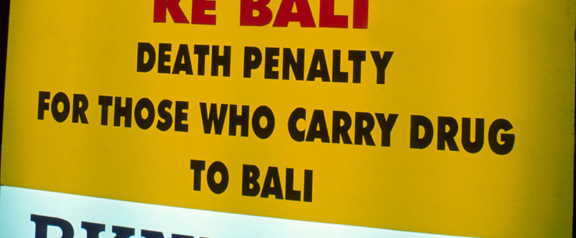 KE BALI
DEATH PENALTY
FOR THOSE WHO CARRY DRUG
TO BALI